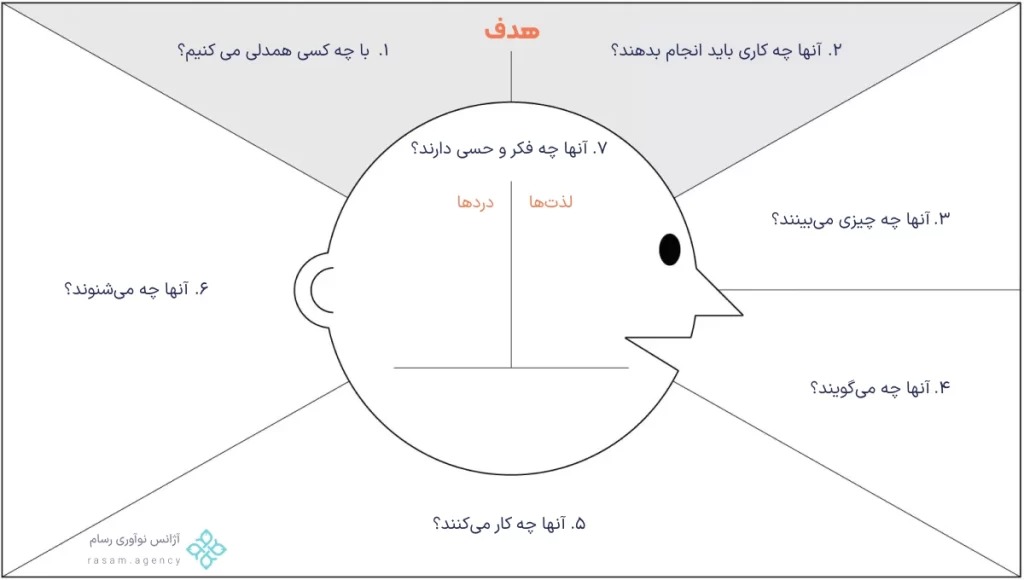 هدف
۱. با چه کسی همدلی می کنیم؟
۲. آنها چه کاری باید انجام بدهند؟
۳. آنها چه چیزی می‌بینند؟
۴. آنها چه می‌گویند؟
۵. آنها چه کار می‌کنند؟
۶. آنها چه می‌شنوند؟
۷. آنها چه فکر و حسی دارند؟
لذت‌ها
دردها
آژانس نوآوری رسام
rasam.agency